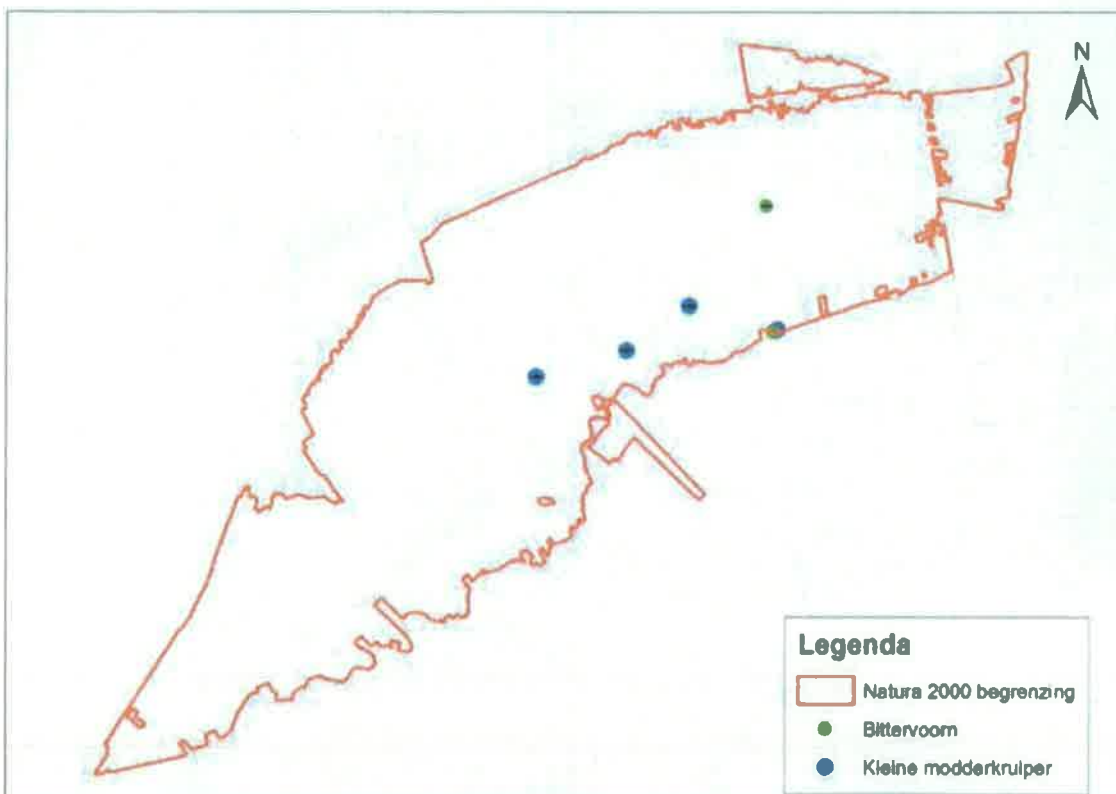 N
Legenda
Natura 2000 begrenzing
Bittervoorn
Kleine modderkruiper